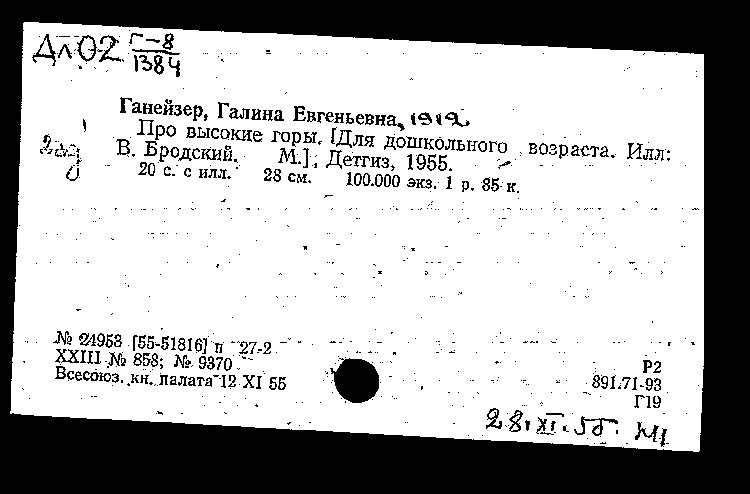 Дл02 Г-8
1384
Ганейзер, Галина Евгеньевна, 1912
Про высокие горы. [Для дошкольного возраста. Илл:
В. Бродский. М.], Детгиз, 1955.
20 с. с илл. 28 см. 100.000 экз. 1 р. 85 к.
№ 24953 [55-51816] п 27-2
XXIII № 858; № 9370
Всесоюз. кн. палата 12 XI 55
Р2
891.71-93
Г19
28.XI.55.